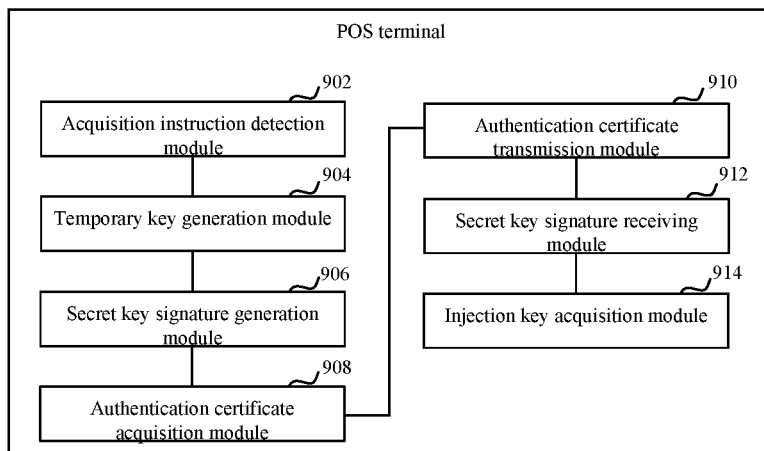 POS terminal
902
Acquisition instruction detection
module
904
Temporary key generation module
906
Secret key signature generation
module
908
Authentication certificate
acquisition module
910
Authentication certificate
transmission module
912
Secret key signature receiving
module
914
Injection key acquisition module